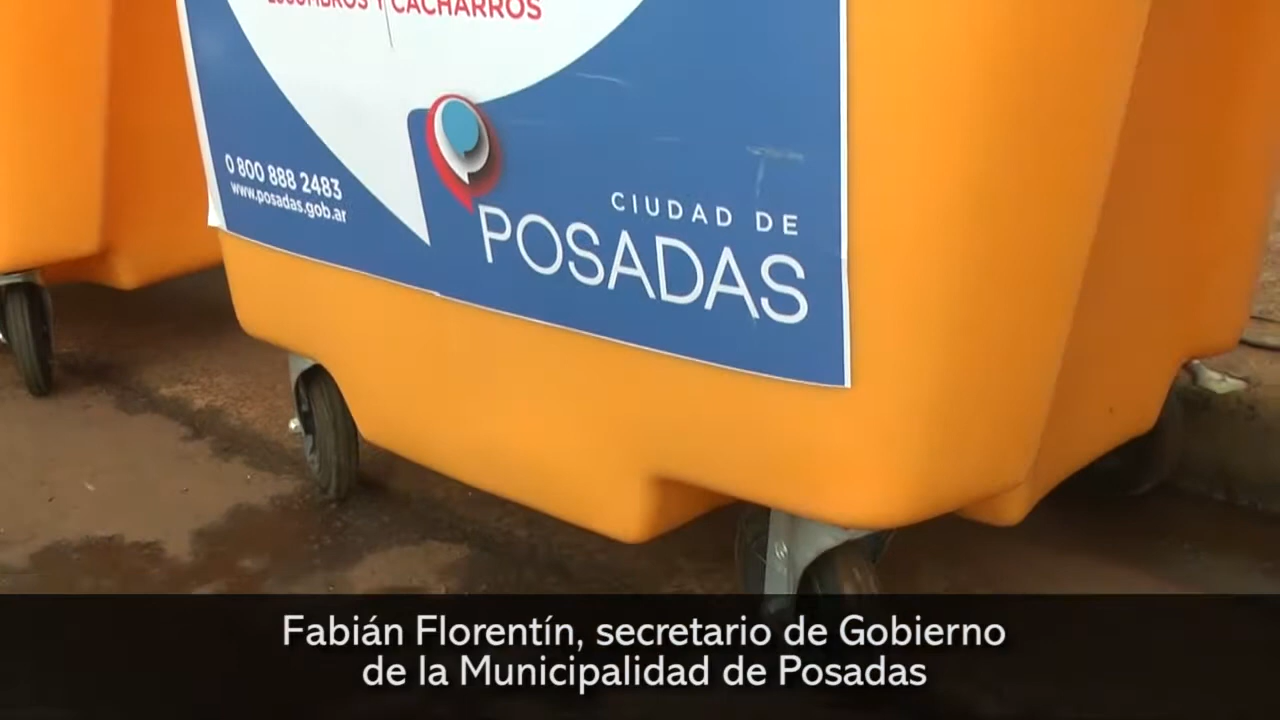 ESCOMBROS Y CACHARROS
0 800 888 2483
www.posadas.gob.ar
CIUDAD DE
POSADAS
Fabián Florentín, secretario de Gobierno
de la Municipalidad de Posadas